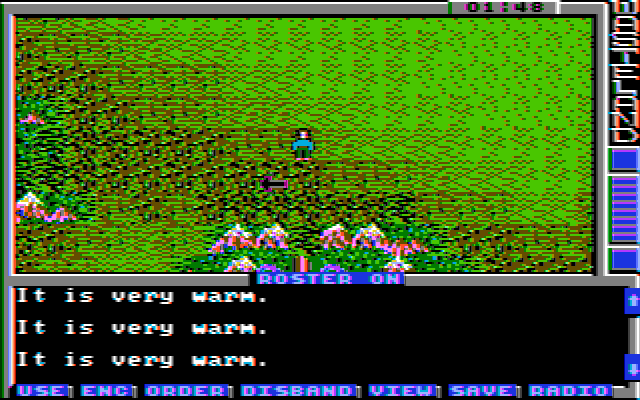 01:48
WASTELAND
ROSTER ON
It is very warm.
It is very warm.
It is very warm.
USE ENC ORDER DISBAND VIEW SAVE RADIO